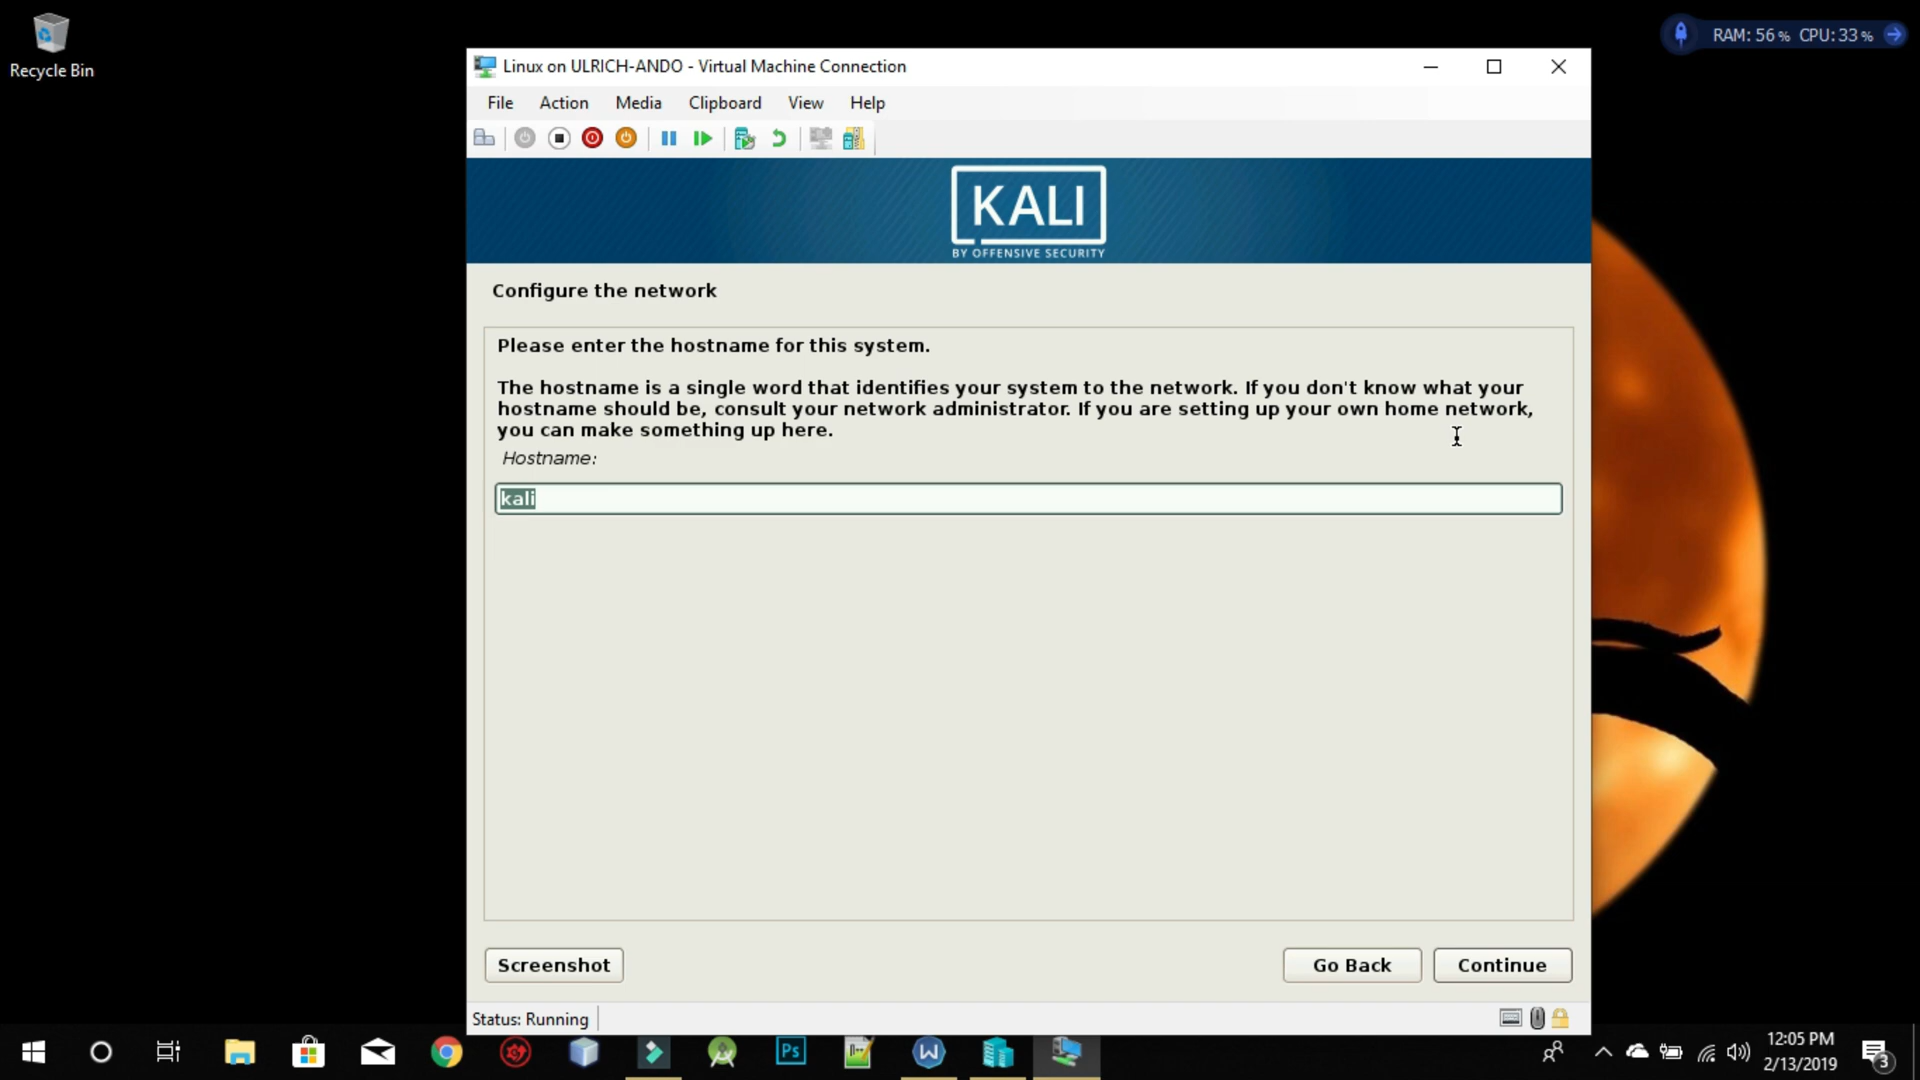 Recycle Bin
RAM: 56 % CPU: 33 %
Linux on ULRICH-ANDO - Virtual Machine Connection
File Action Media Clipboard View Help
KALI
BY OFFENSIVE SECURITY
Configure the network
Please enter the hostname for this system.
The hostname is a single word that identifies your system to the network. If you don't know what your
hostname should be, consult your network administrator. If you are setting up your own home network,
you can make something up here.
Hostname:
kali
Screenshot
Go Back
Continue
Status: Running
Ps
W
12:05 PM
2/13/2019
3